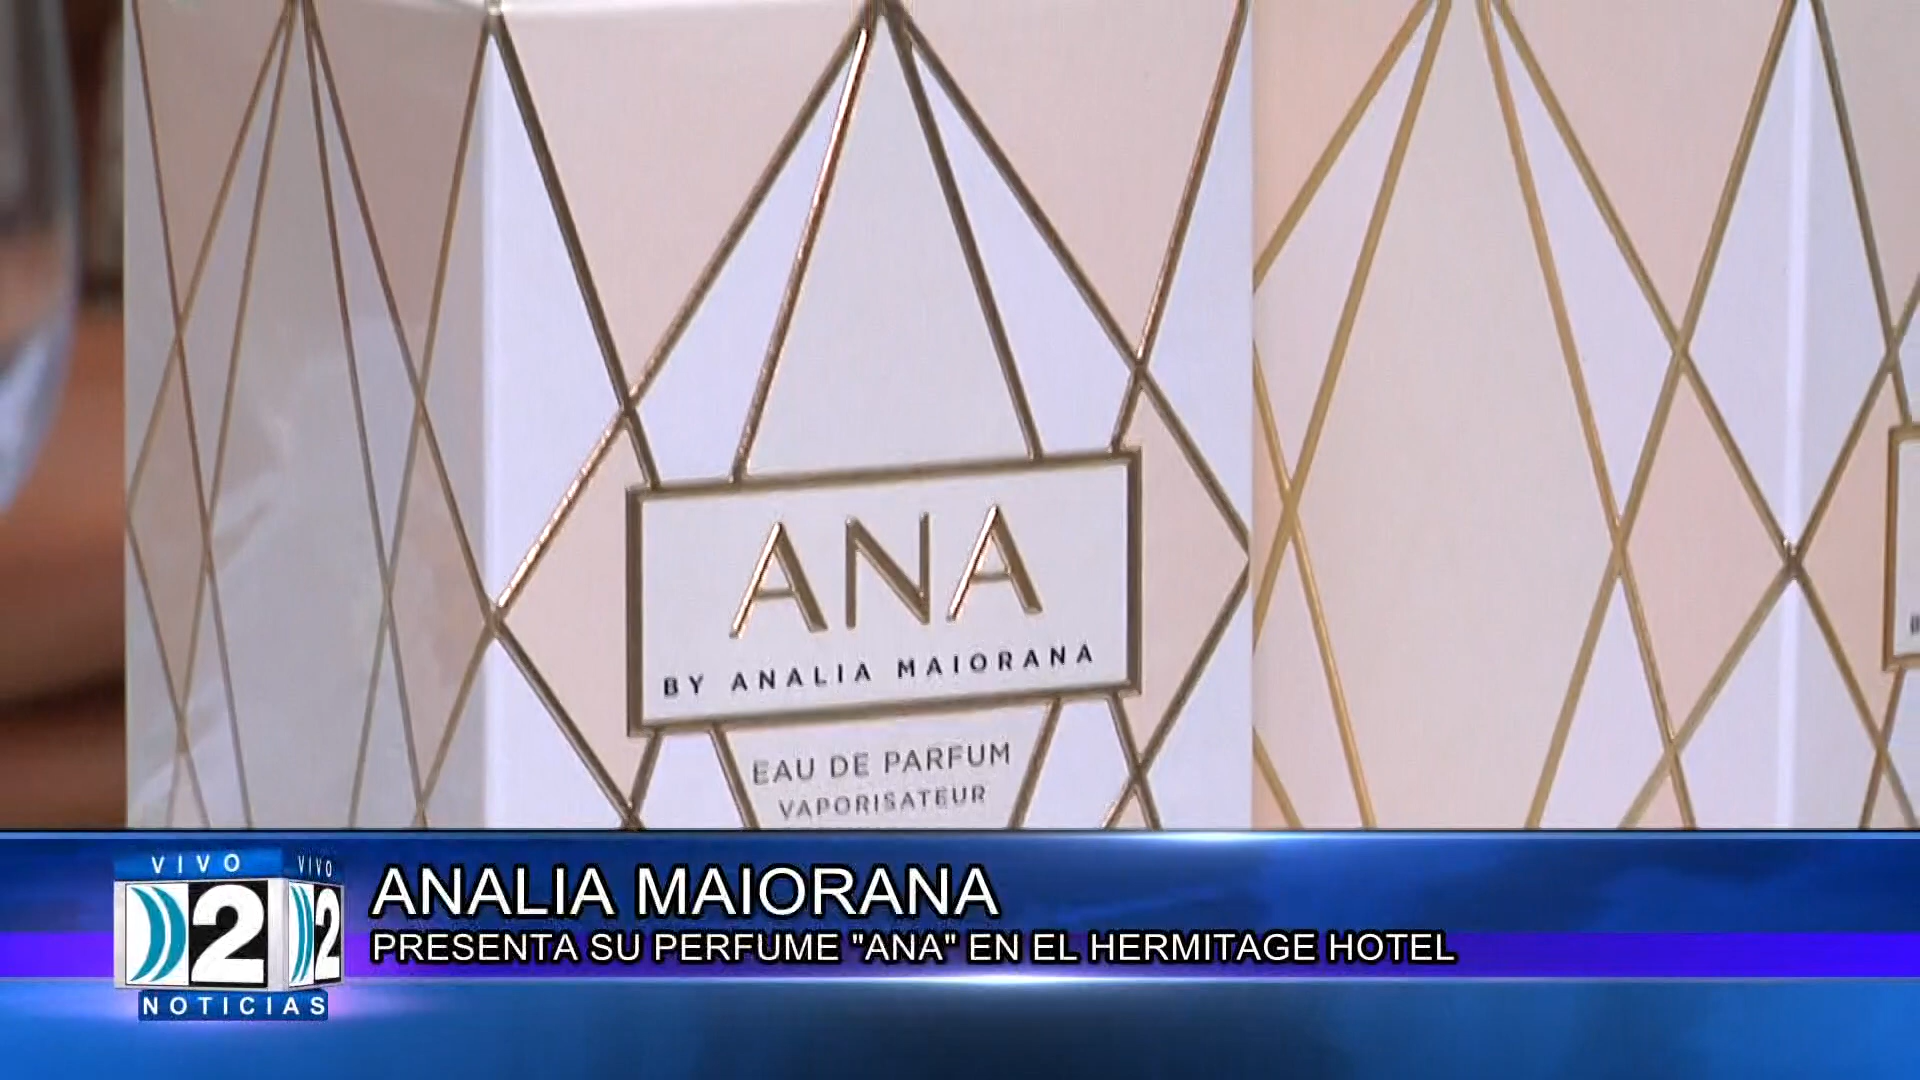 ANA
BY ANALIA MAIORANA
EAU DE PARFUM
VAPORISATEUR
VIVO VIVO
2 2
NOTICIAS
ANALIA MAIORANA
PRESENTA SU PERFUME "ANA" EN EL HERMITAGE HOTEL